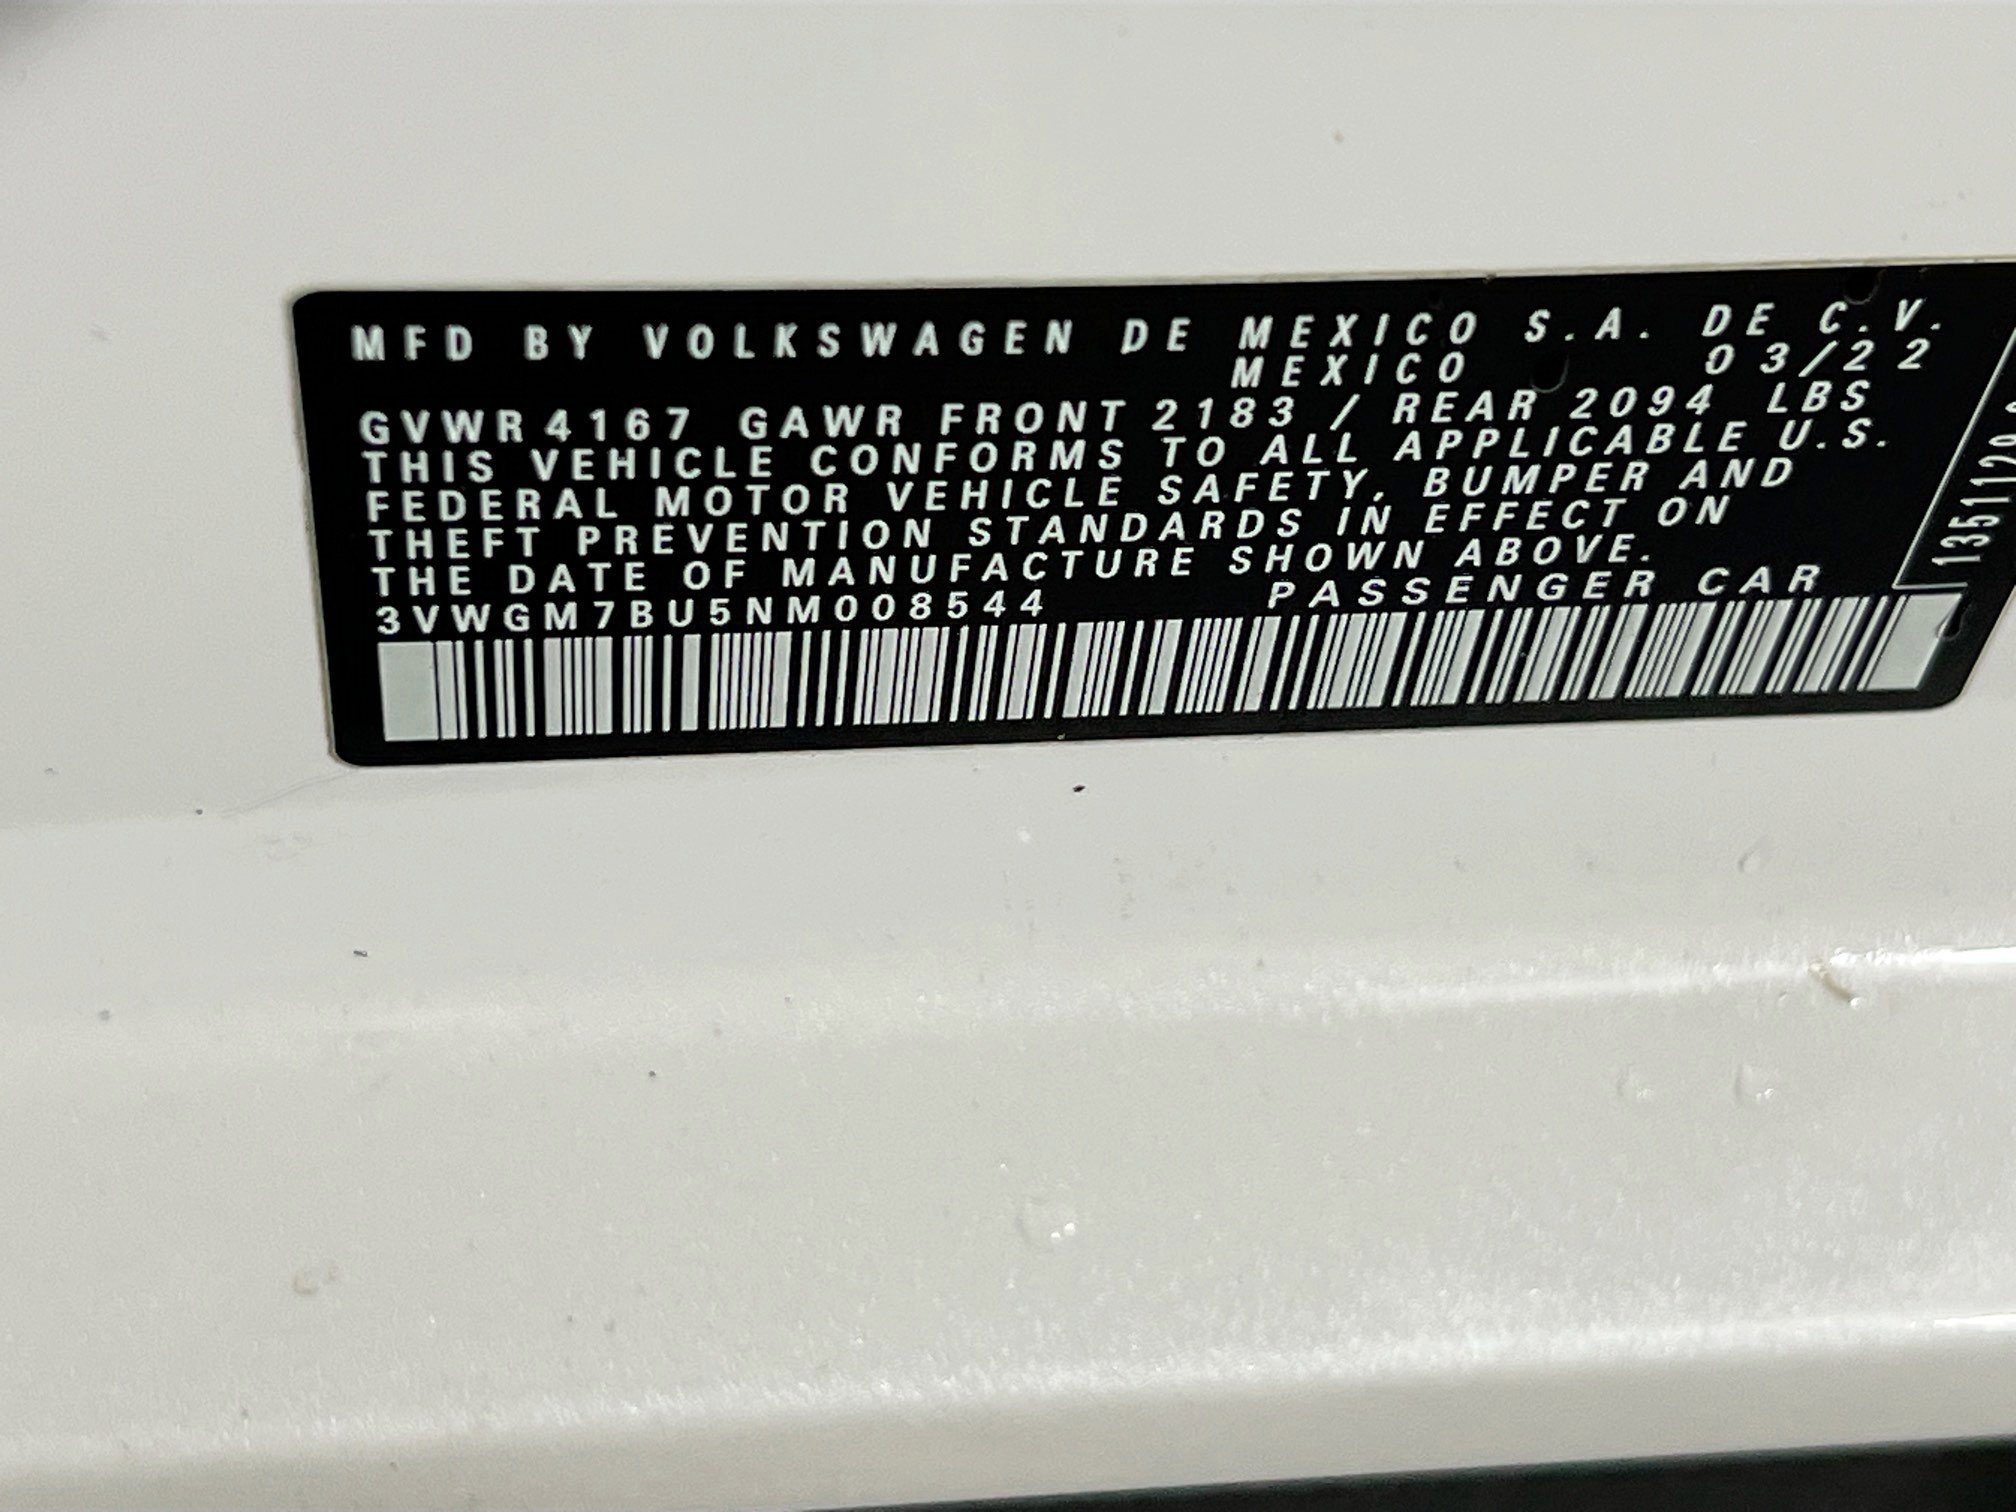 MFD BY VOLKSWAGEN DE MEXICO S.A. DE C.V.
MEXICO 03/22
GVWR 4167 GAWR FRONT 2183 / REAR 2094 LBS
THIS VEHICLE CONFORMS TO ALL APPLICABLE U.S.
FEDERAL MOTOR VEHICLE SAFETY, BUMPER AND
THEFT PREVENTION STANDARDS IN EFFECT ON
THE DATE OF MANUFACTURE SHOWN ABOVE.
3VWGM7BU5NM008544 PASSENGER CAR